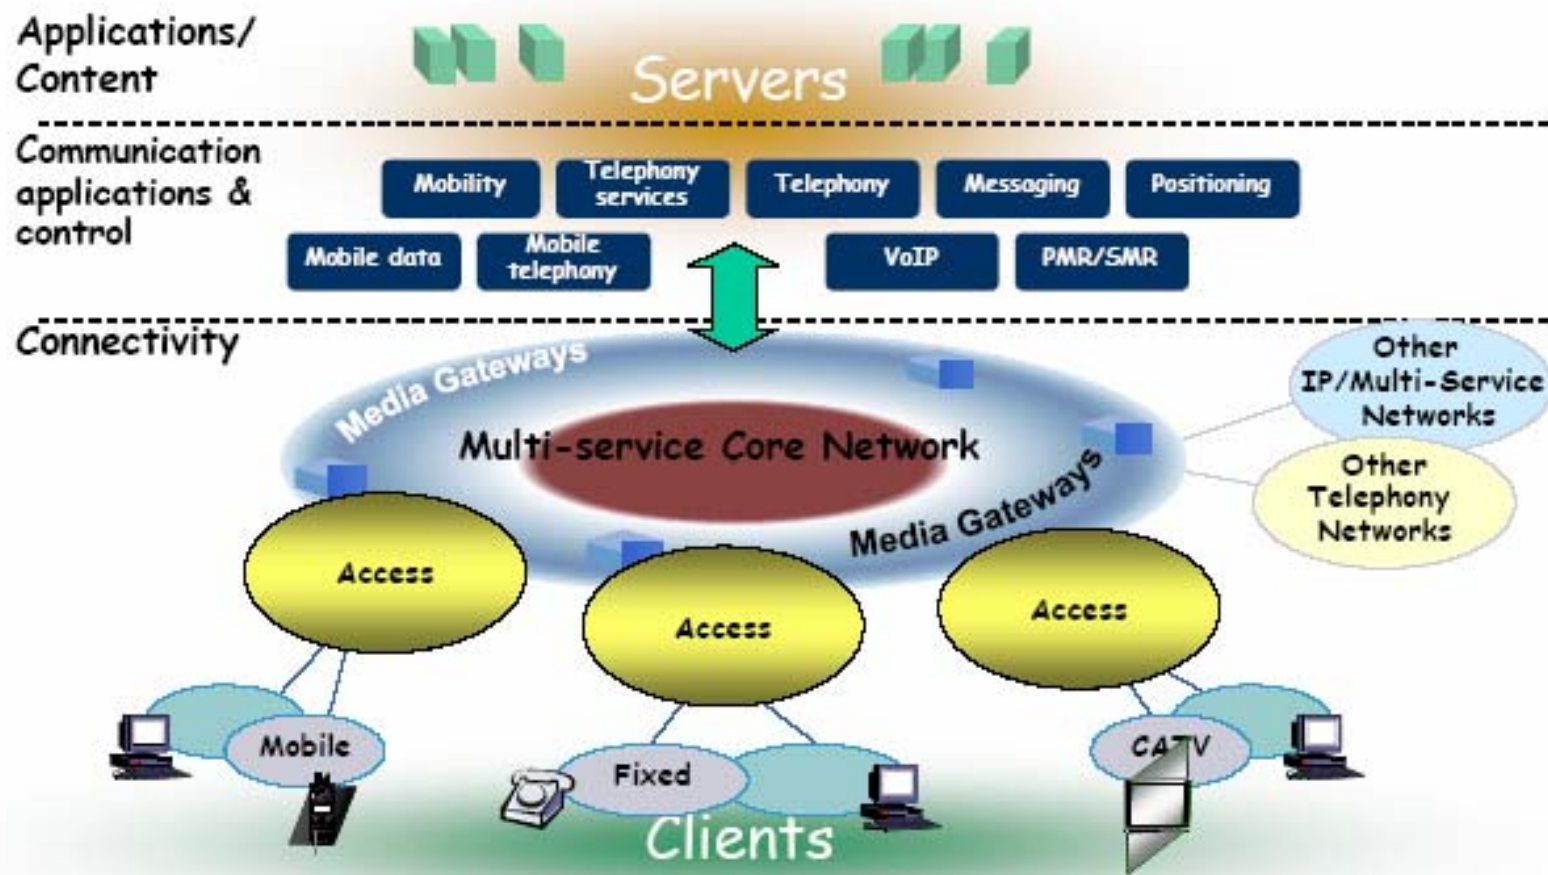 Applications/
Content
Servers
Communication
applications &
control
Mobility
Telephony
services
Telephony
Messaging
Positioning
Mobile data
Mobile
telephony
VoIP
PMR/SMR
Connectivity
Media Gateways
Other
IP/Multi-Service
Networks
Multi-service Core Network
Other
Telephony
Networks
Media Gateways
Access
Access
Access
Mobile
Fixed
CATV
Clients